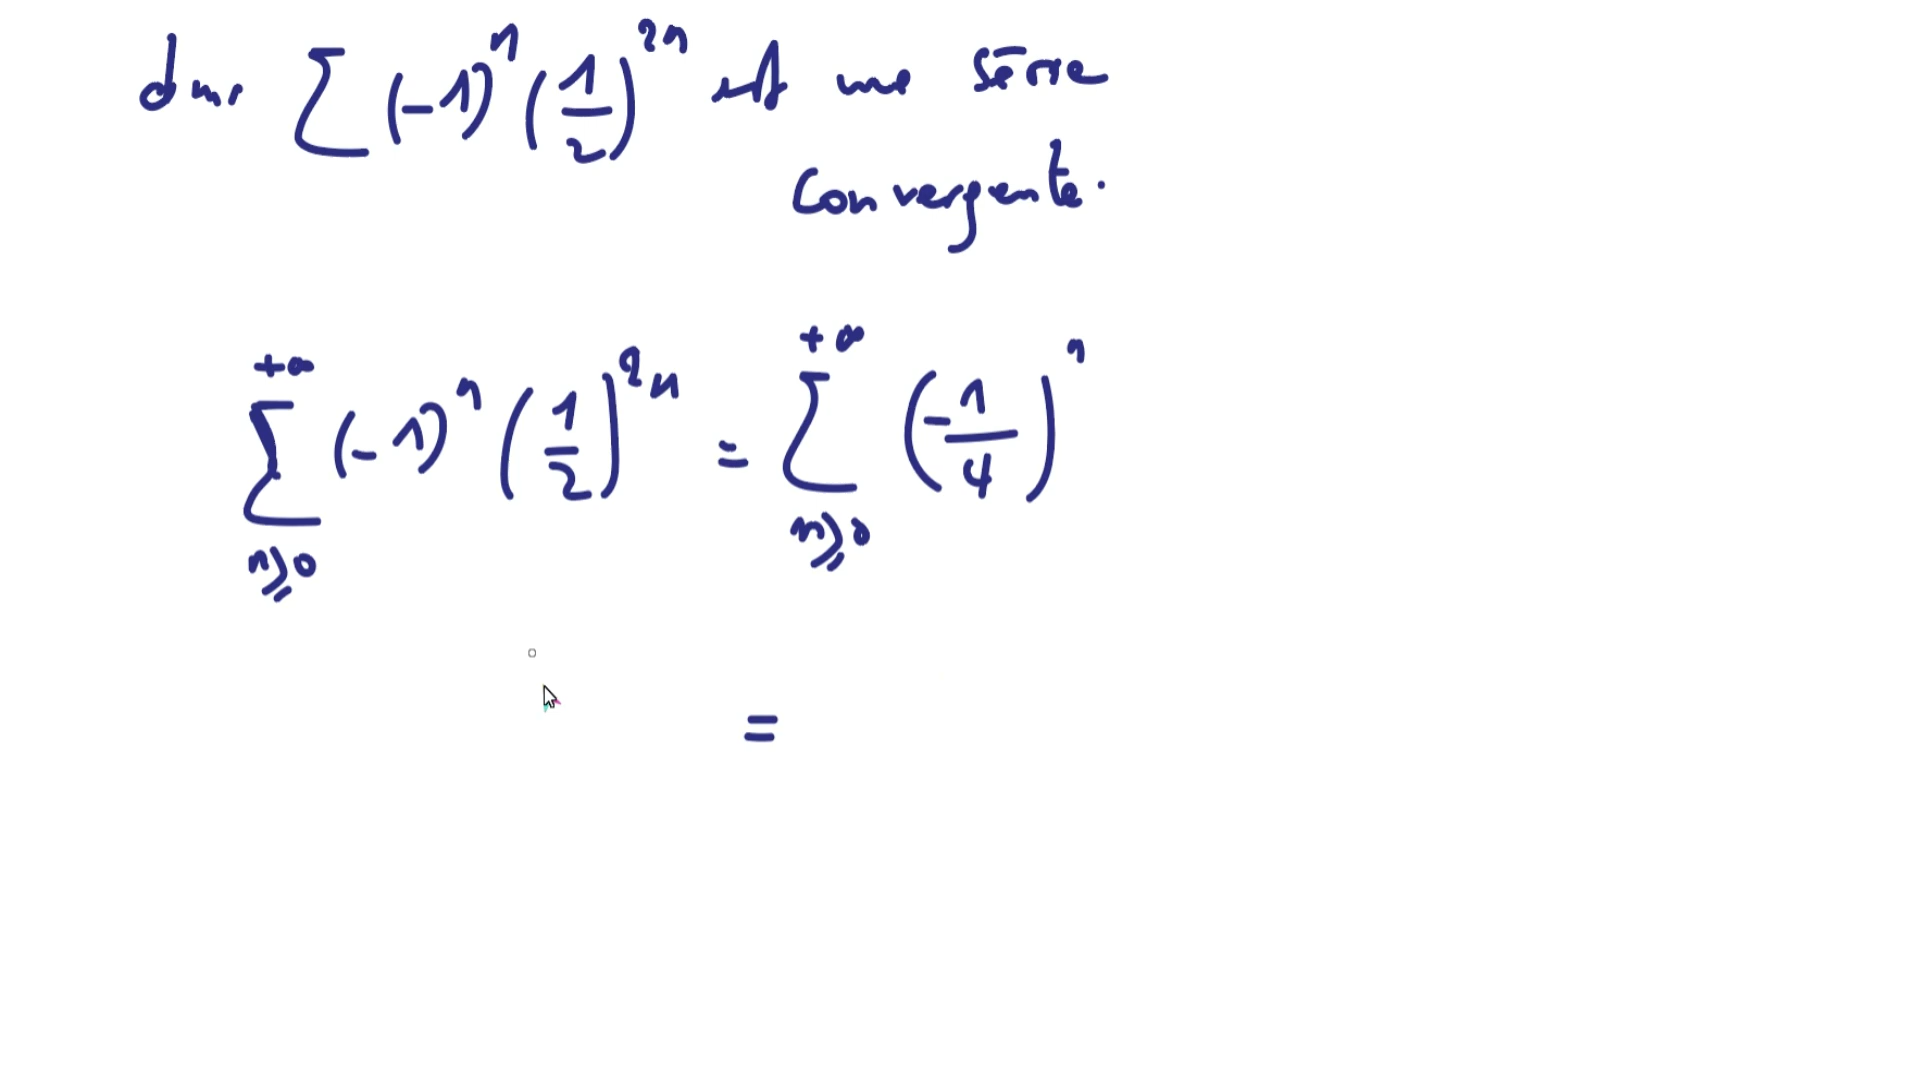 donc ∑ (-1)^n (1/2)^{2n} est une série
convergente.
∑_{n≥0}^{+∞} (-1)^n (1/2)^{2n} = ∑_{n≥0}^{+∞} (-1/4)^n
=